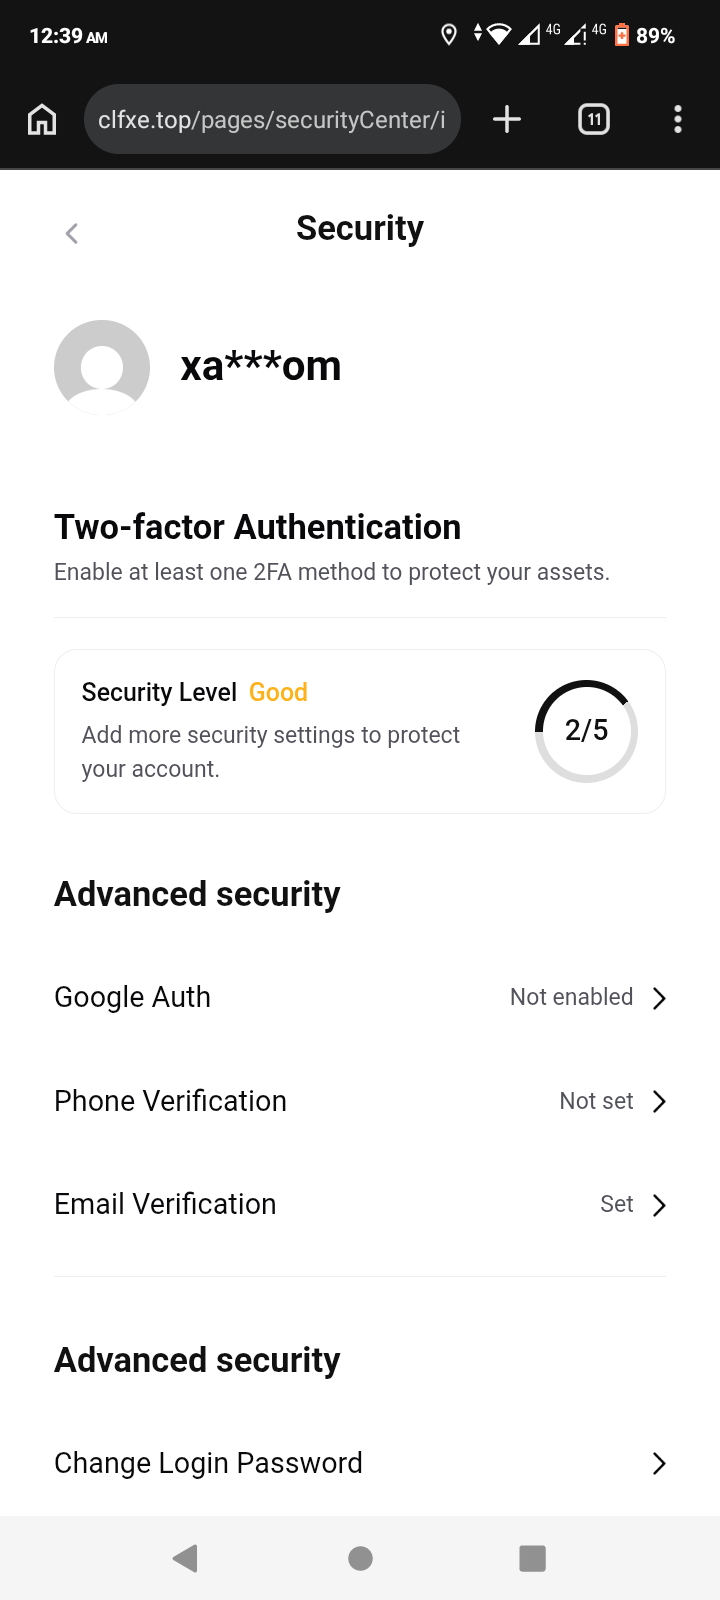 12:39 AM
4G 4G 89%
clfxe.top/pages/securityCenter/i
11
Security
xa***om
Two-factor Authentication
Enable at least one 2FA method to protect your assets.
Security Level Good
Add more security settings to protect
your account.
2/5
Advanced security
Google Auth Not enabled
Phone Verification Not set
Email Verification Set
Advanced security
Change Login Password